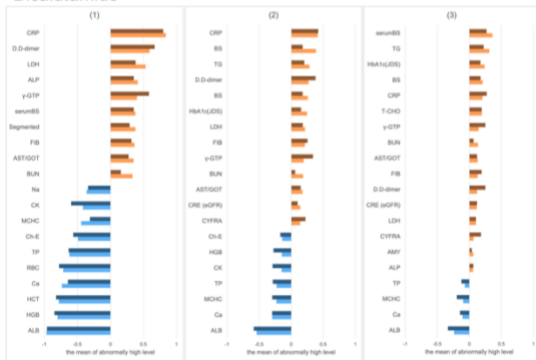 (1)
CRP
D.D-dimer
LDH
ALP
γ-GTP
serumBS
Segmented
FIB
AST/GOT
BUN
Na
CK
MCHC
Ch-E
TP
RBC
Ca
HCT
HGB
ALB
-1 -0.5 0 0.5 1
the mean of abnormally high level
(2)
CRP
BS
TG
D.D-dimer
BS
HbA1c(JDS)
LDH
FIB
γ-GTP
BUN
AST/GOT
CRE (eGFR)
CYFRA
Ch-E
HGB
CK
TP
MCHC
Ca
ALB
-1 -0.5 0 0.5 1
the mean of abnormally high level
(3)
serumBS
TG
HbA1c(JDS)
BS
CRP
T-CHO
γ-GTP
BUN
AST/GOT
FIB
D.D-dimer
CRE (eGFR)
LDH
CYFRA
AMY
ALP
TP
MCHC
Ca
ALB
-1 -0.5 0 0.5 1
the mean of abnormally high level